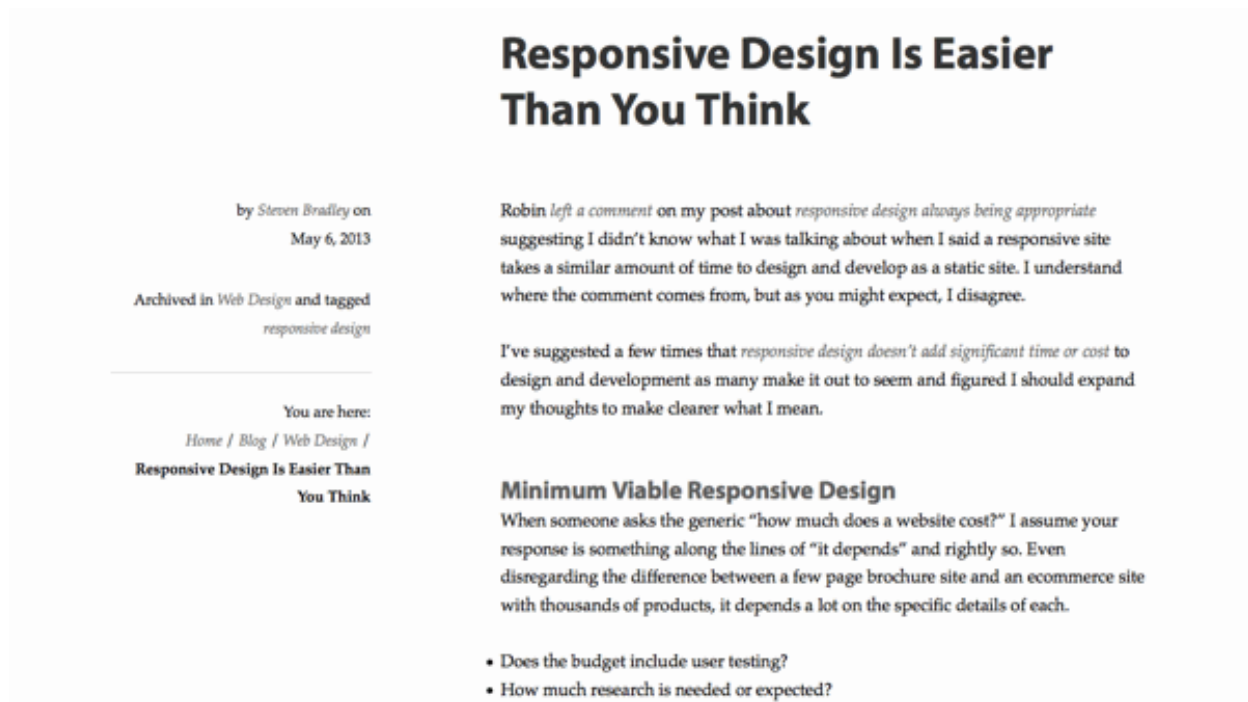 Responsive Design Is Easier
Than You Think
by Steven Bradley on
May 6, 2013
Archived in Web Design and tagged
responsive design
You are here:
Home / Blog / Web Design /
Responsive Design Is Easier Than
You Think
Robin left a comment on my post about responsive design always being appropriate
suggesting I didn’t know what I was talking about when I said a responsive site
takes a similar amount of time to design and develop as a static site. I understand
where the comment comes from, but as you might expect, I disagree.
I’ve suggested a few times that responsive design doesn’t add significant time or cost to
design and development as many make it out to seem and figured I should expand
my thoughts to make clearer what I mean.
Minimum Viable Responsive Design
When someone asks the generic “how much does a website cost?” I assume your
response is something along the lines of “it depends” and rightly so. Even
disregarding the difference between a few page brochure site and an ecommerce site
with thousands of products, it depends a lot on the specific details of each.
• Does the budget include user testing?
• How much research is needed or expected?